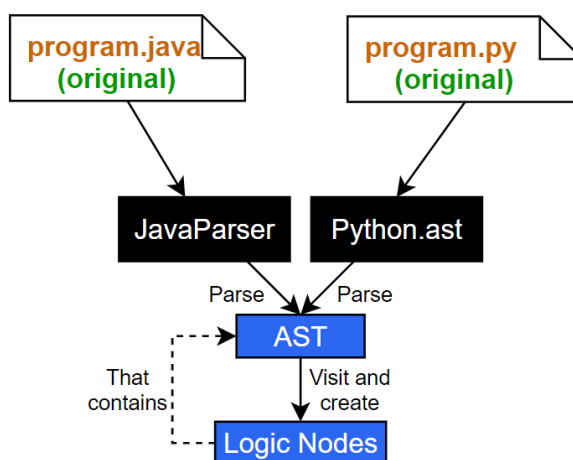 program.java
(original)
program.py
(original)
JavaParser
Python.ast
Parse
Parse
AST
That
contains
Visit and
create
Logic Nodes